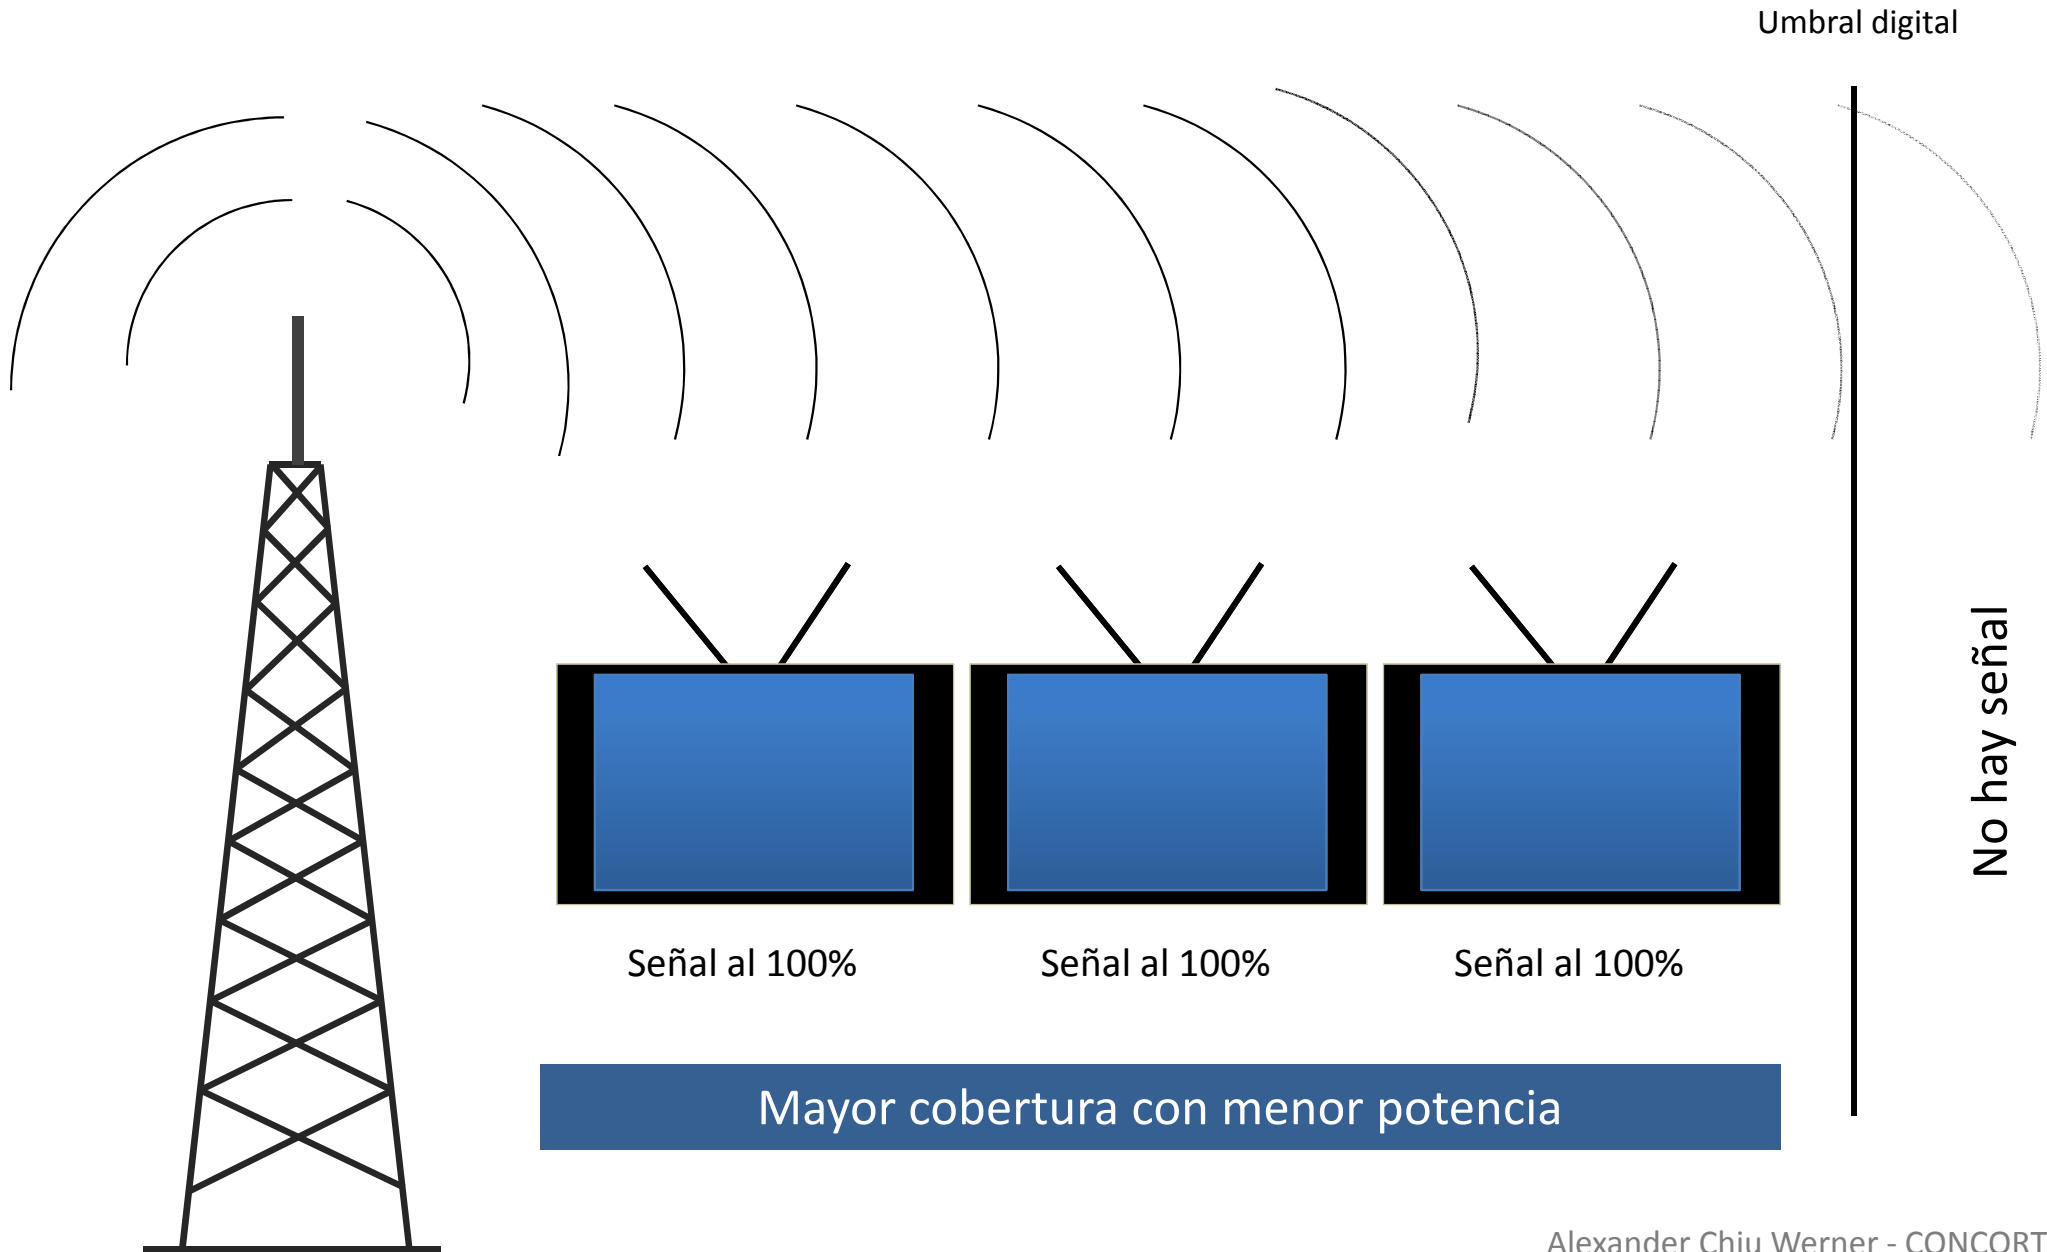 Umbral digital
No hay señal
Señal al 100%
Señal al 100%
Señal al 100%
Mayor cobertura con menor potencia
Alexander Chiu Werner - CONCORT